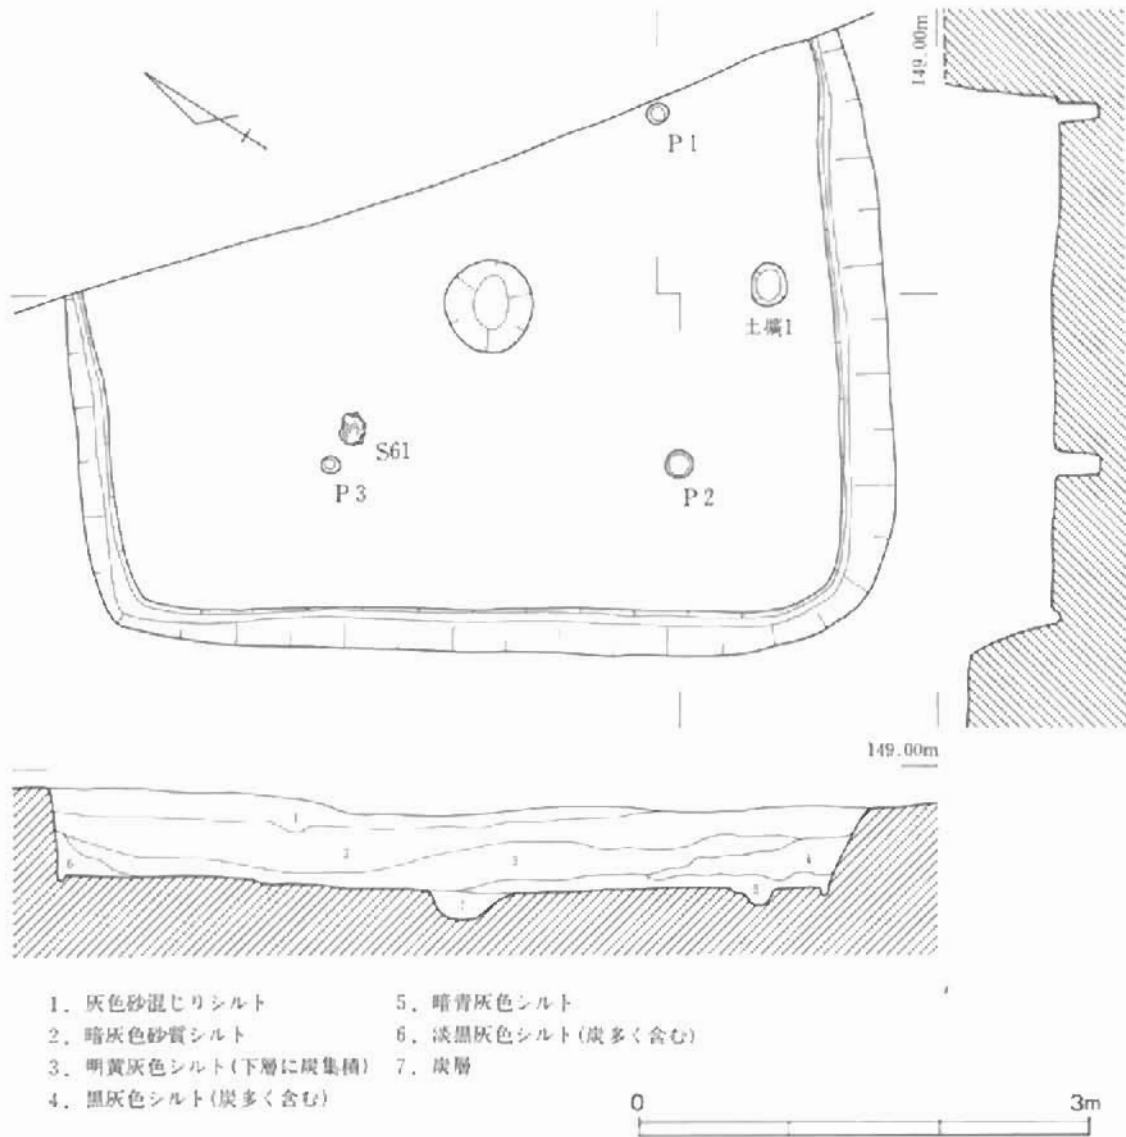 149.00m
P1
土壙1
S61
P3
P2
149.00m
1
2
3
4
5
6
7
1. 灰色砂混じりシルト
2. 暗灰色砂質シルト
3. 明黄灰色シルト(下層に炭集積)
4. 黒灰色シルト(炭多く含む)
5. 暗青灰色シルト
6. 淡黒灰色シルト(炭多く含む)
7. 炭層
0 3m